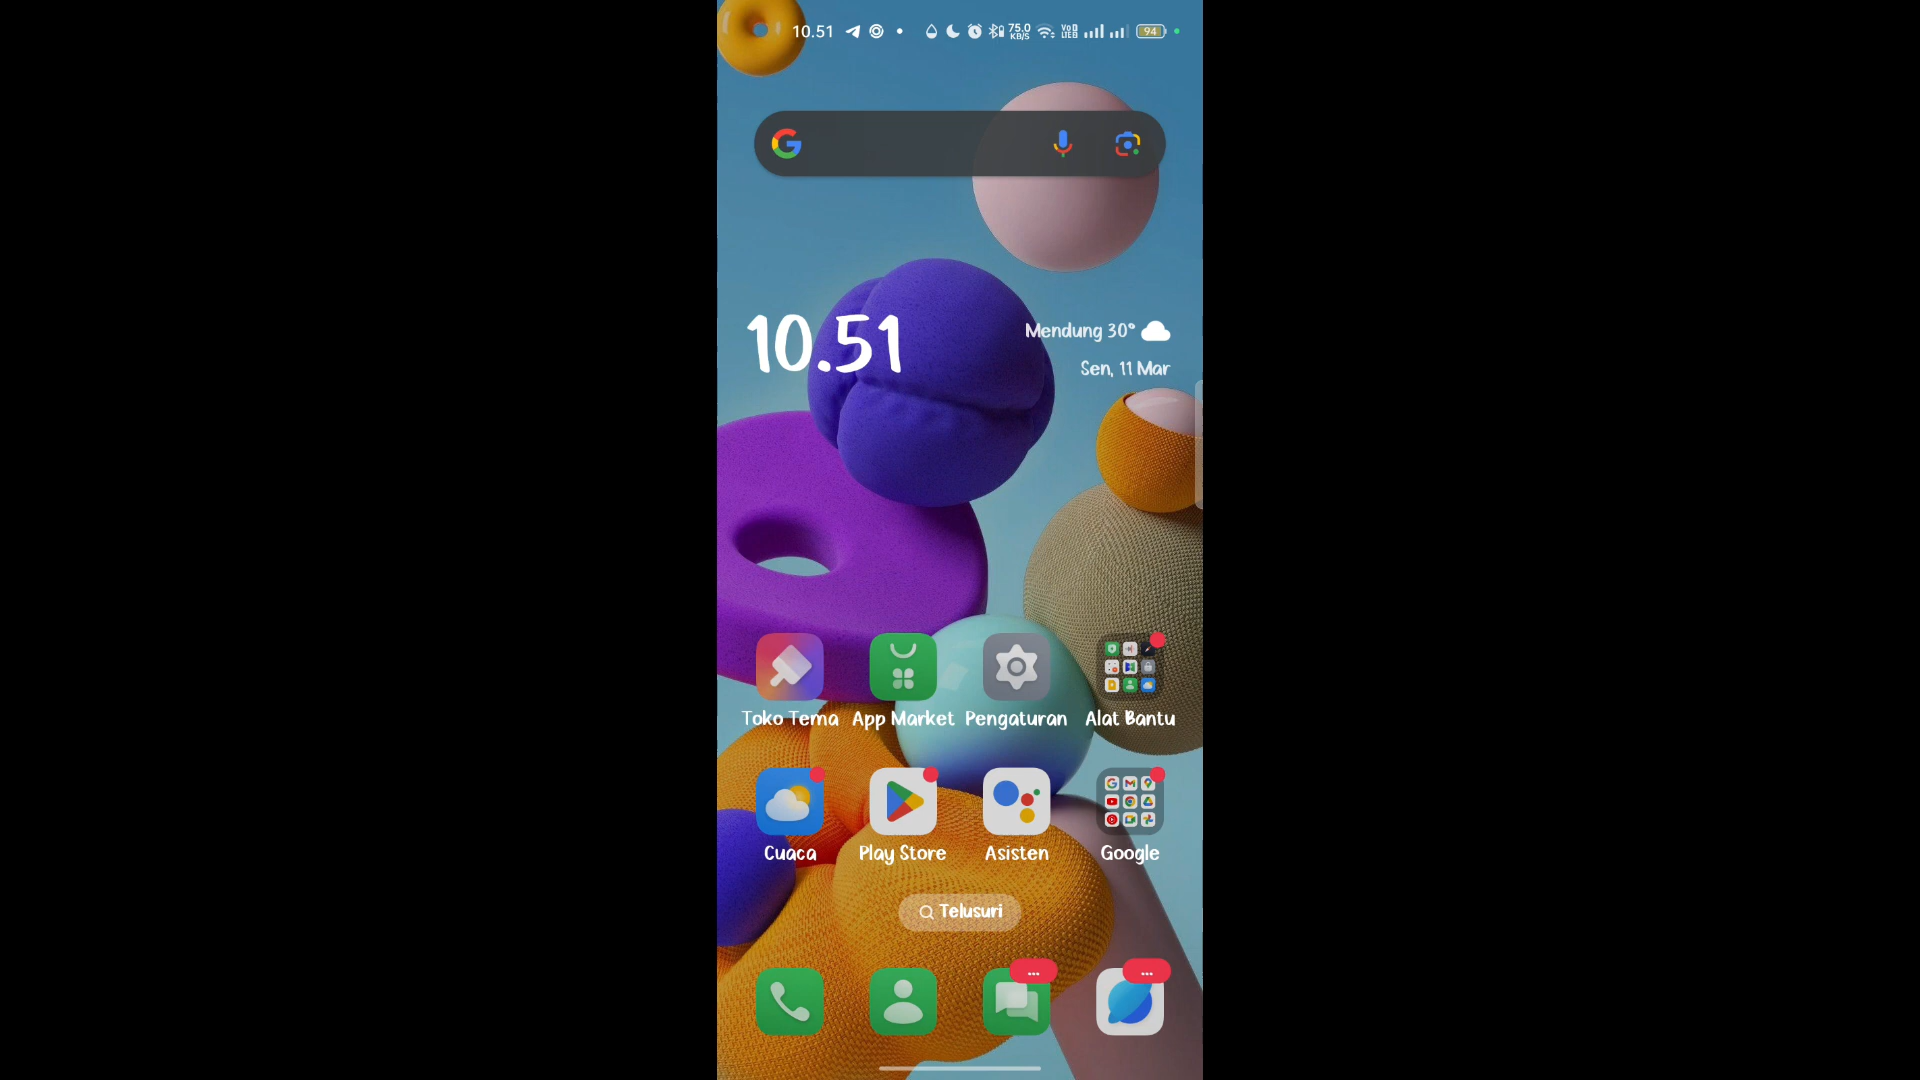 10.51
75.0
KB/S
94
10.51
Mendung 30°
Sen, 11 Mar
Toko Tema
App Market
Pengaturan
Alat Bantu
Cuaca
Play Store
Asisten
Google
Telusuri
...
...